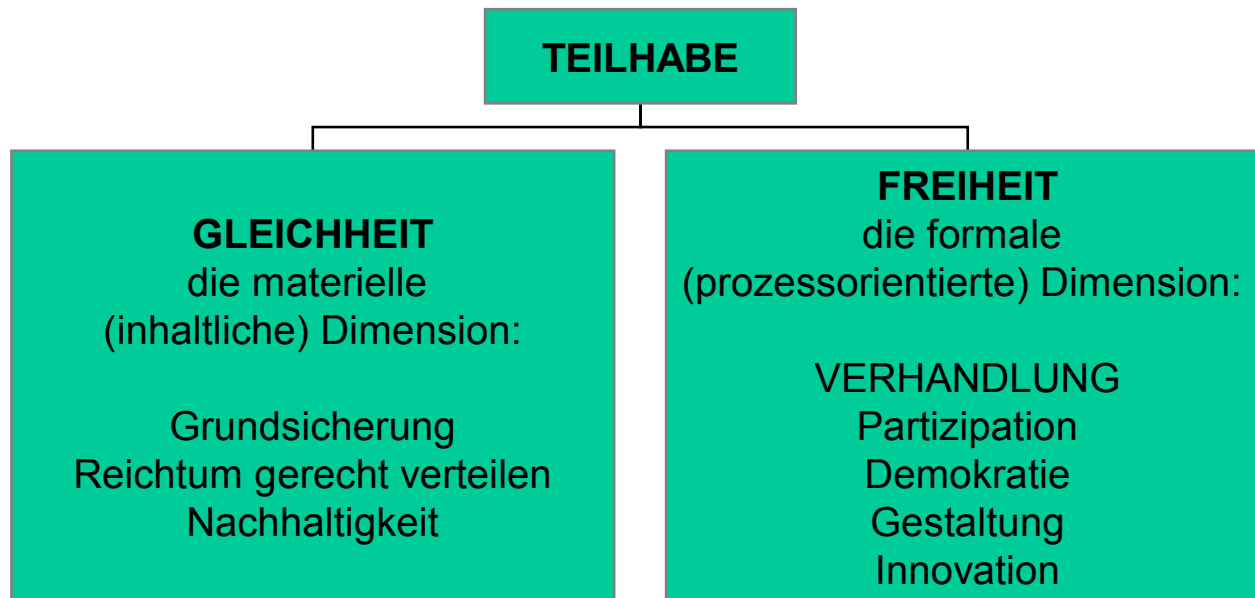 TEILHABE
GLEICHHEIT
die materielle
(inhaltliche) Dimension:
Grundsicherung
Reichtum gerecht verteilen
Nachhaltigkeit
FREIHEIT
die formale
(prozessorientierte) Dimension:
VERHANDLUNG
Partizipation
Demokratie
Gestaltung
Innovation